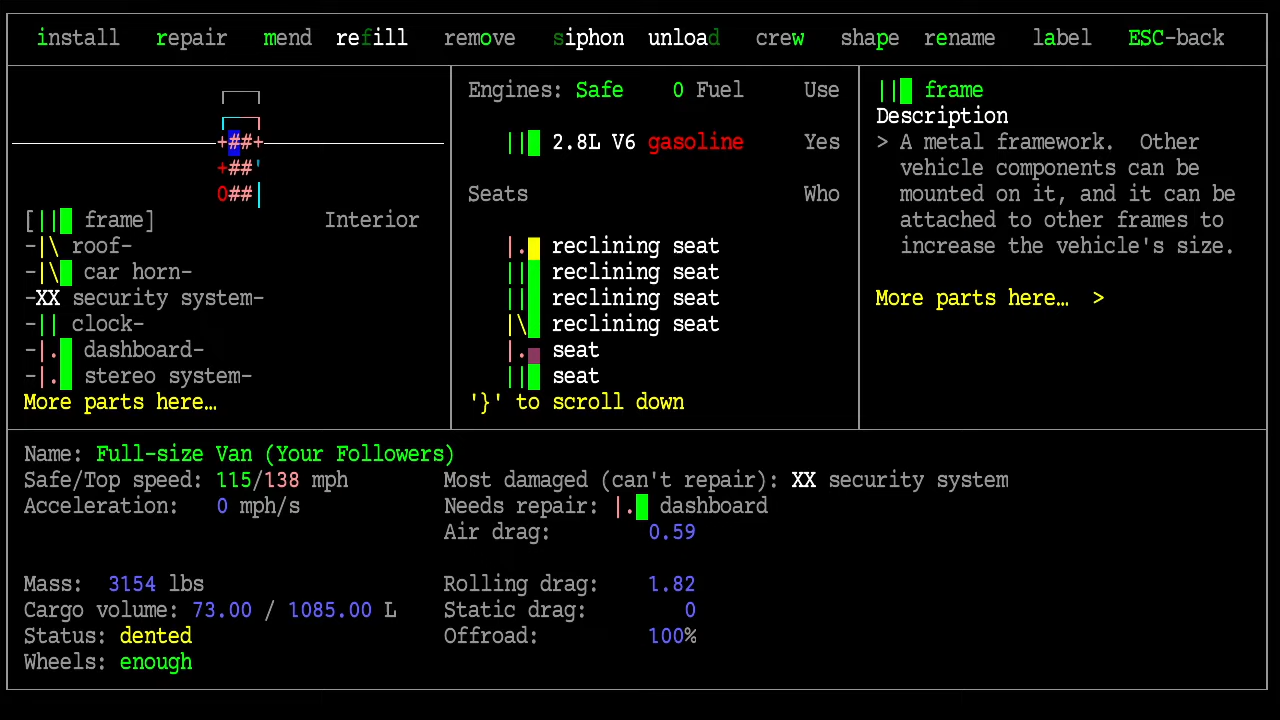 install repair mend refill remove siphon unload crew shape rename label ESC-back
+##+
+##'
0##|
[|| frame] Interior
-|\ roof-
-|\ car horn-
-XX security system-
-|| clock-
-|. dashboard-
-|. stereo system-
More parts here…
Engines: Safe 0 Fuel Use
|| 2.8L V6 gasoline Yes
Seats Who
|. reclining seat
|| reclining seat
|| reclining seat
|\ reclining seat
|. seat
|| seat
'}' to scroll down
|| frame
Description
> A metal framework. Other
vehicle components can be
mounted on it, and it can be
attached to other frames to
increase the vehicle's size.
More parts here… >
Name: Full-size Van (Your Followers)
Safe/Top speed: 115/138 mph
Acceleration: 0 mph/s
Mass: 3154 lbs
Cargo volume: 73.00 / 1085.00 L
Status: dented
Wheels: enough
Most damaged (can't repair): XX security system
Needs repair: |. dashboard
Air drag: 0.59
Rolling drag: 1.82
Static drag: 0
Offroad: 100%